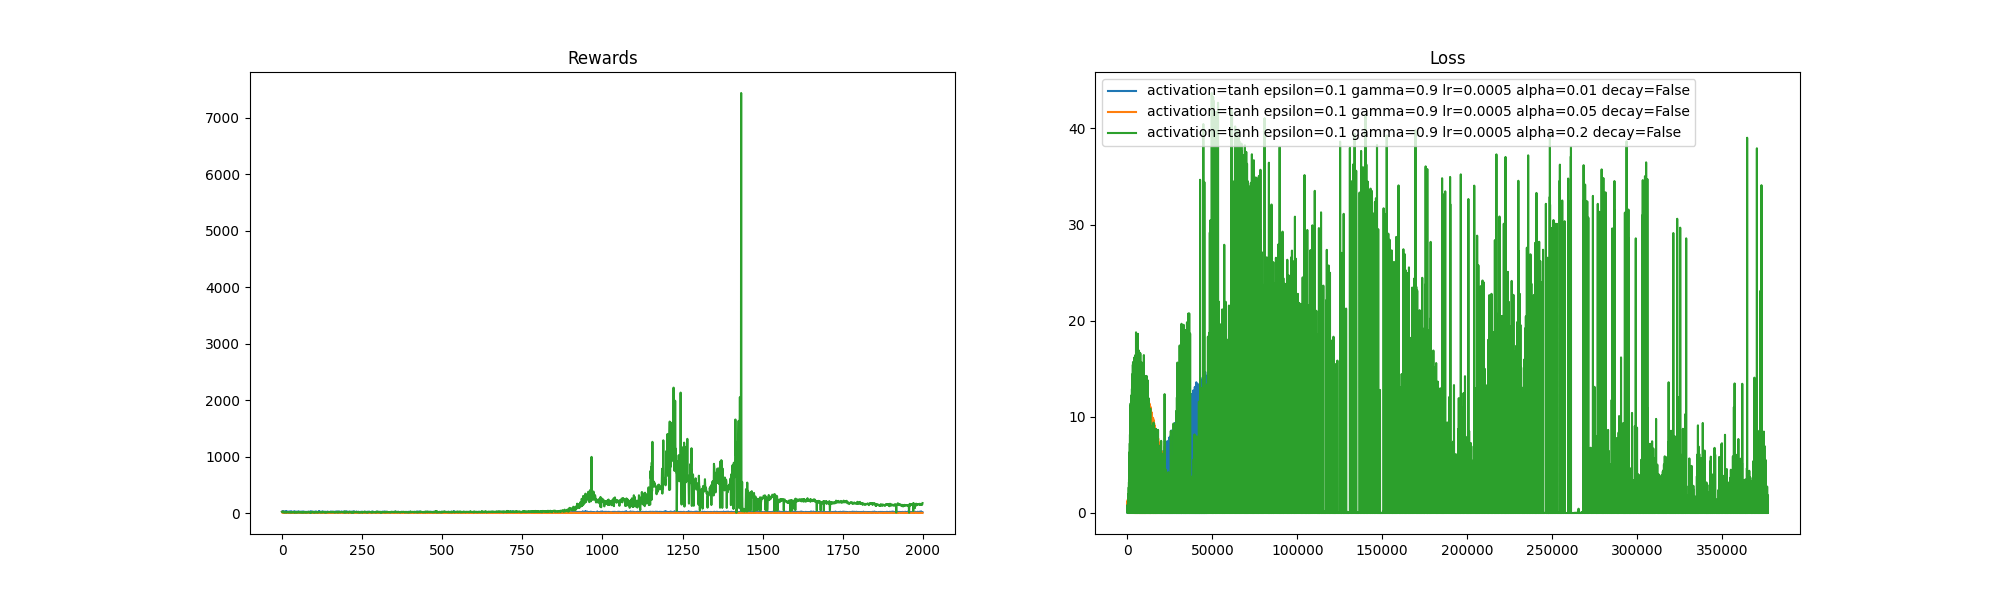 Rewards
7000
6000
5000
4000
3000
2000
1000
0
0 250 500 750 1000 1250 1500 1750 2000
Loss
activation=tanh epsilon=0.1 gamma=0.9 lr=0.0005 alpha=0.01 decay=False
activation=tanh epsilon=0.1 gamma=0.9 lr=0.0005 alpha=0.05 decay=False
activation=tanh epsilon=0.1 gamma=0.9 lr=0.0005 alpha=0.2 decay=False
40
30
20
10
0
0 50000 100000 150000 200000 250000 300000 350000